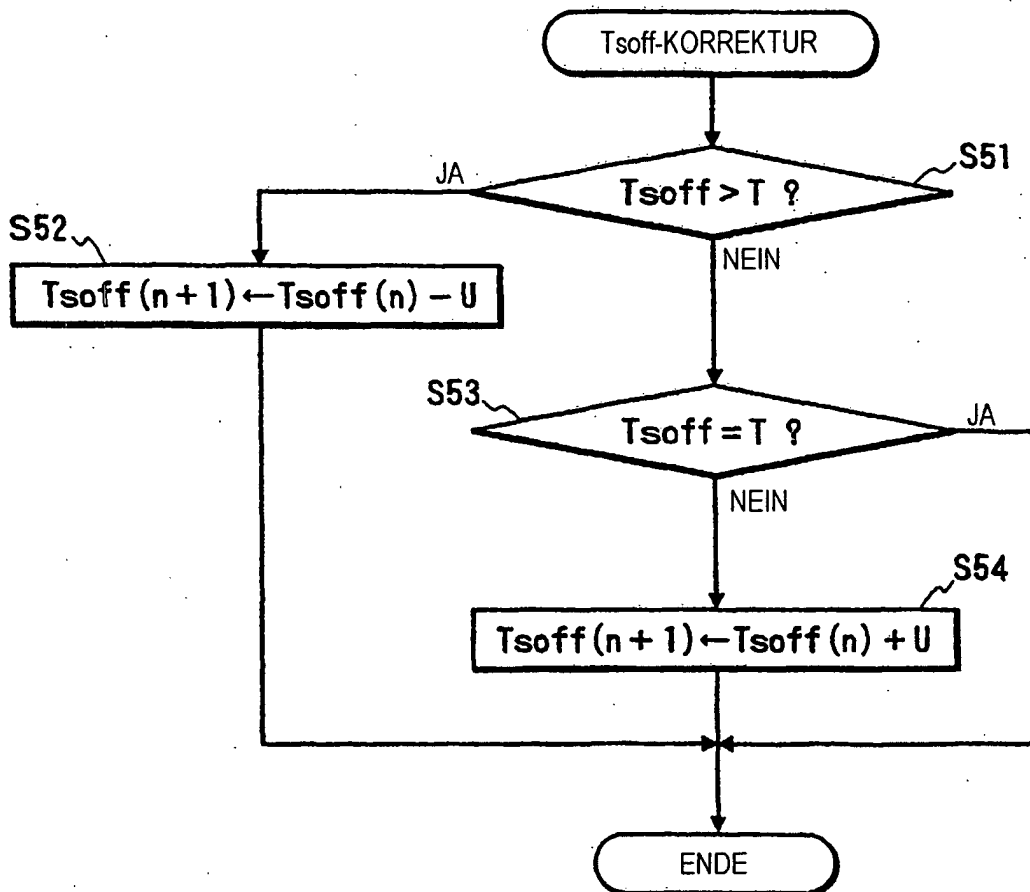 Tsoff-KORREKTUR
S51
JA
Tsoff > T ?
S52
NEIN
Tsoff (n + 1) ← Tsoff (n) − U
S53
JA
Tsoff = T ?
NEIN
S54
Tsoff (n + 1) ← Tsoff (n) + U
ENDE